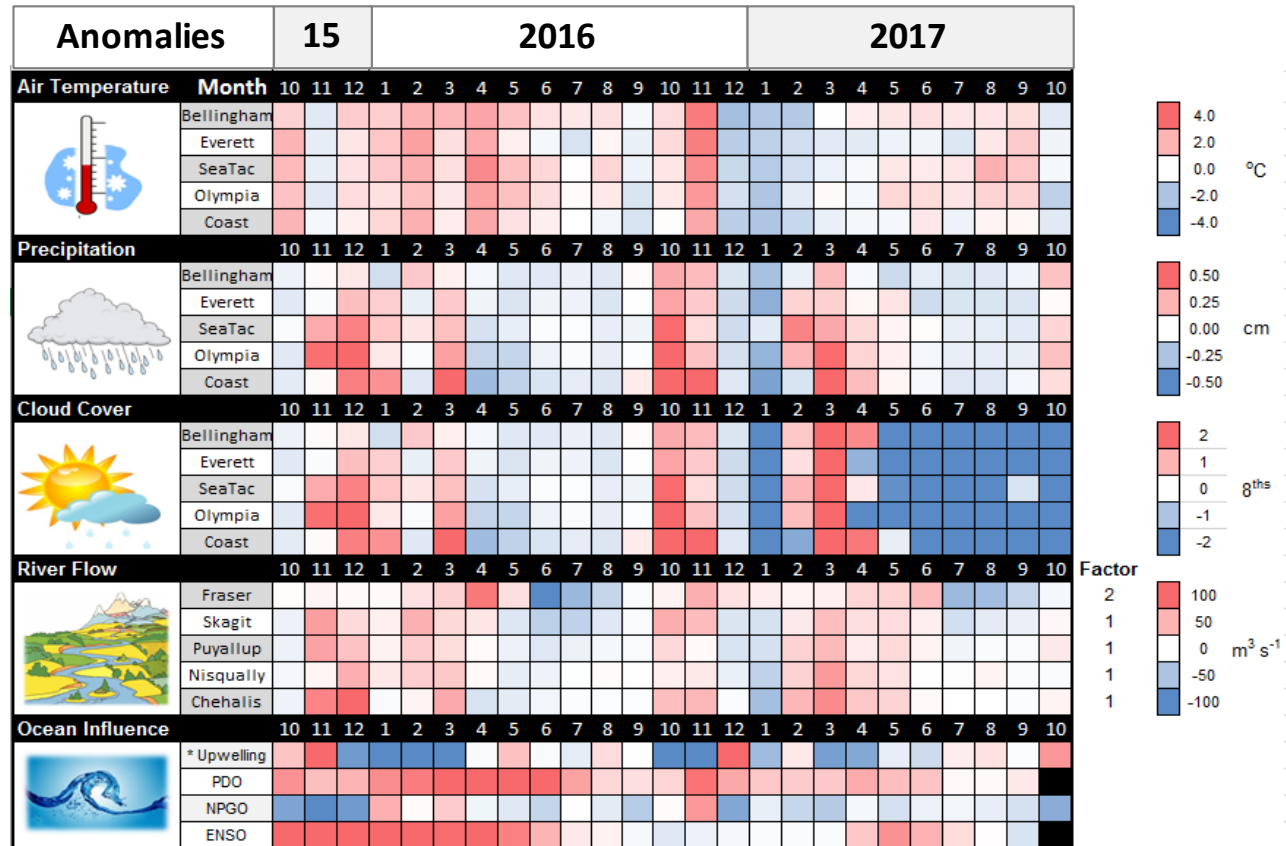 Anomalies 15 2016 2017
Air Temperature Month 10 11 12 1 2 3 4 5 6 7 8 9 10 11 12 1 2 3 4 5 6 7 8 9 10
Bellingham
Everett
SeaTac
Olympia
Coast
4.0
2.0
0.0 °C
-2.0
-4.0
Precipitation 10 11 12 1 2 3 4 5 6 7 8 9 10 11 12 1 2 3 4 5 6 7 8 9 10
Bellingham
Everett
SeaTac
Olympia
Coast
0.50
0.25
0.00 cm
-0.25
-0.50
Cloud Cover 10 11 12 1 2 3 4 5 6 7 8 9 10 11 12 1 2 3 4 5 6 7 8 9 10
Bellingham
Everett
SeaTac
Olympia
Coast
2
1
0 8ths
-1
-2
River Flow 10 11 12 1 2 3 4 5 6 7 8 9 10 11 12 1 2 3 4 5 6 7 8 9 10 Factor
Fraser 2
Skagit 1
Puyallup 1
Nisqually 1
Chehalis 1
100
50
0 m³ s⁻¹
-50
-100
Ocean Influence 10 11 12 1 2 3 4 5 6 7 8 9 10 11 12 1 2 3 4 5 6 7 8 9 10
* Upwelling
PDO
NPGO
ENSO